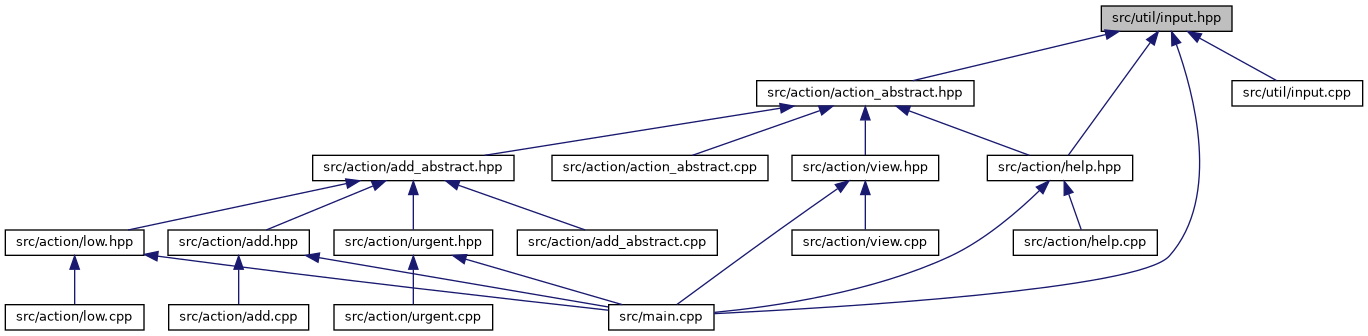 src/util/input.hpp
src/action/action_abstract.hpp
src/util/input.cpp
src/action/add_abstract.hpp
src/action/action_abstract.cpp
src/action/view.hpp
src/action/help.hpp
src/action/low.hpp
src/action/add.hpp
src/action/urgent.hpp
src/action/add_abstract.cpp
src/action/view.cpp
src/action/help.cpp
src/action/low.cpp
src/action/add.cpp
src/action/urgent.cpp
src/main.cpp